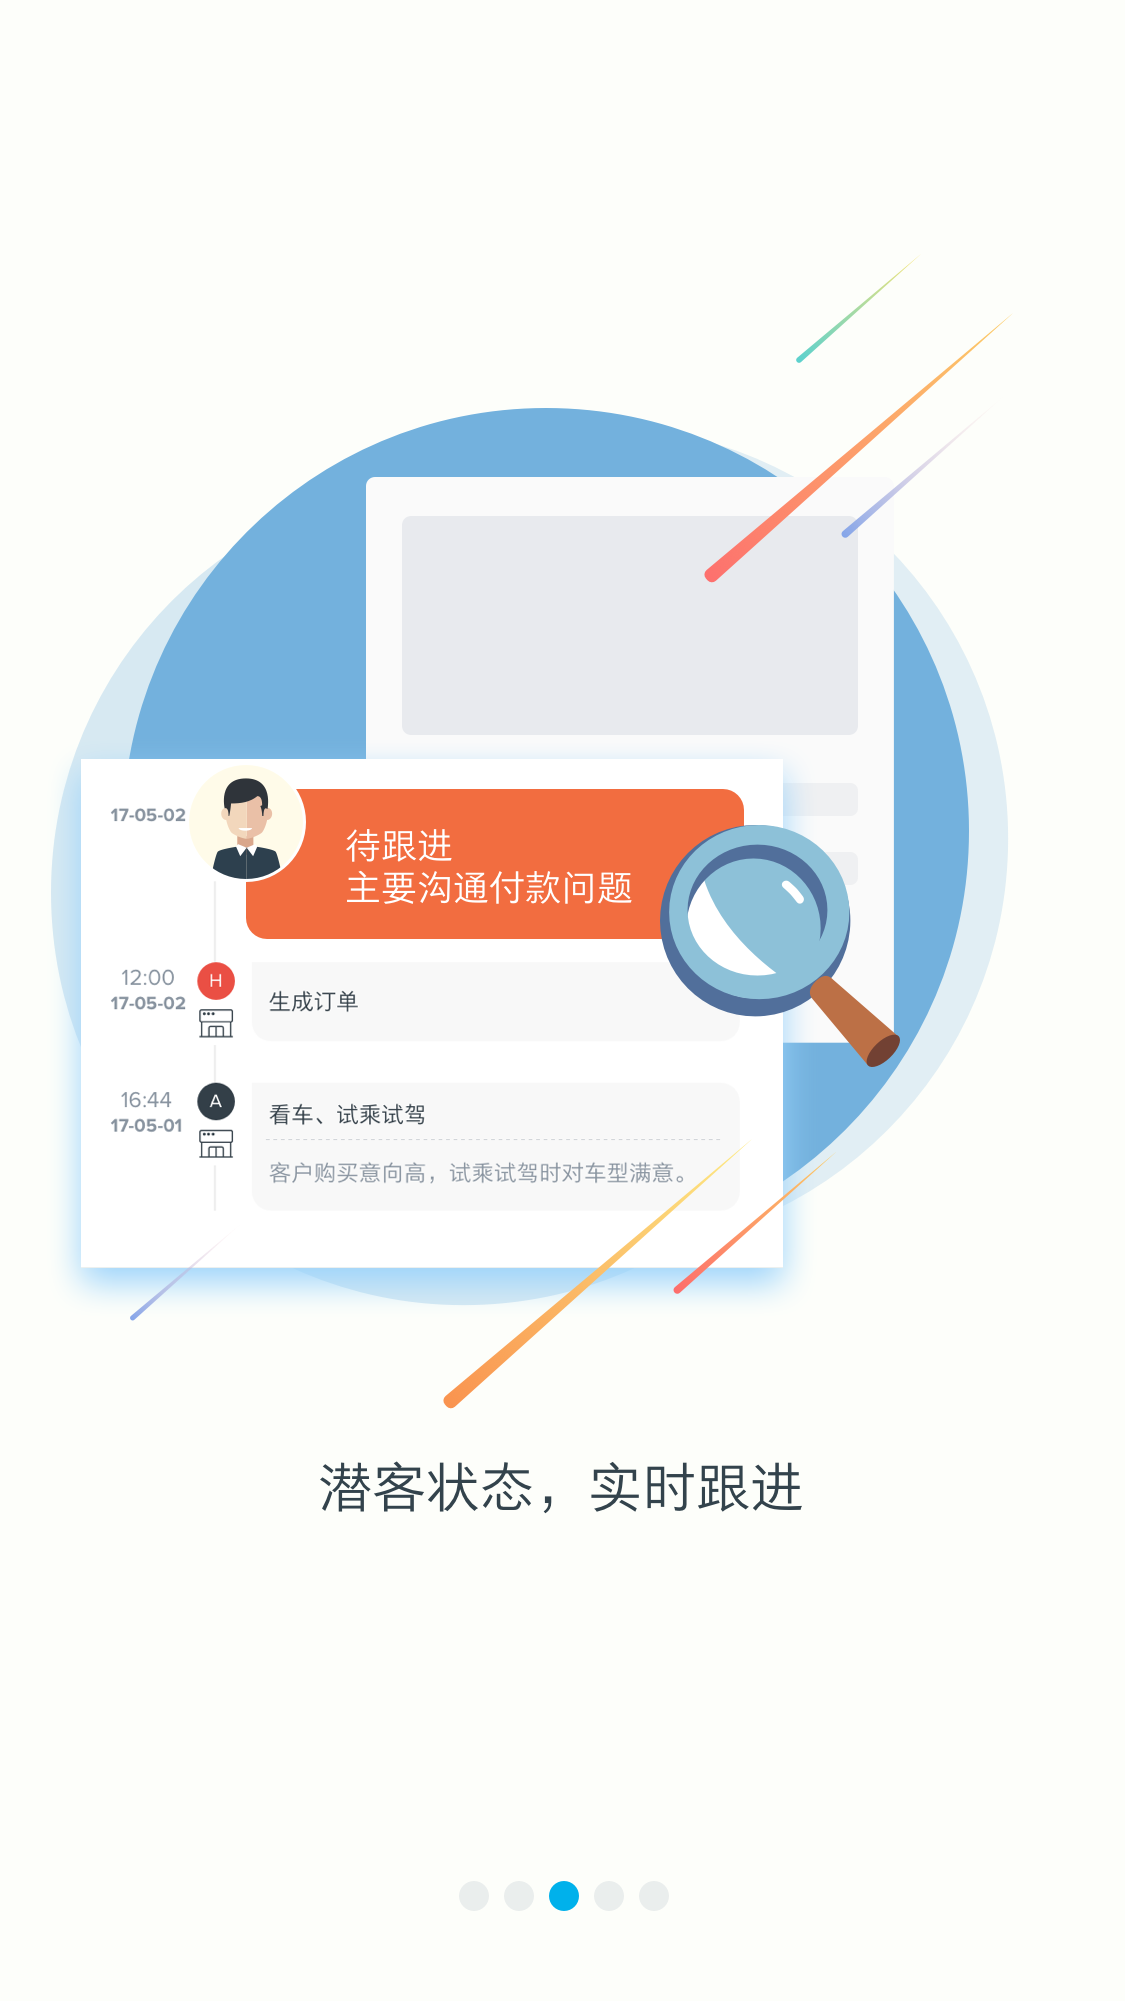 17-05-02
待跟进
主要沟通付款问题
12:00
17-05-02
H
生成订单
16:44
17-05-01
A
看车、试乘试驾
客户购买意向高，试乘试驾时对车型满意。
潜客状态，实时跟进